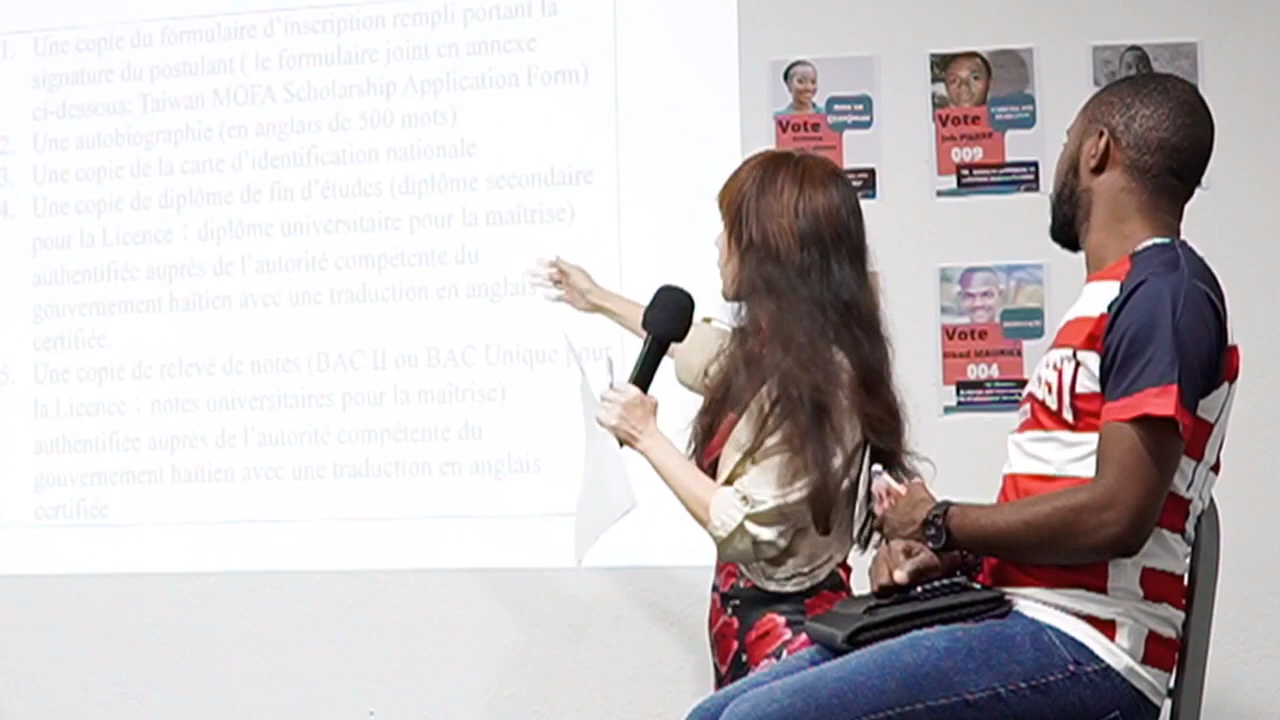 1. Une copie du formulaire d'inscription rempli portant la
signature du postulant ( le formulaire joint en annexe
ci-dessous: Taiwan MOFA Scholarship Application Form)
2. Une autobiographie (en anglais de 500 mots)
3. Une copie de la carte d'identification nationale
4. Une copie de diplôme de fin d'études (diplôme secondaire
pour la Licence : diplôme universitaire pour la maîtrise)
authentifiée auprès de l'autorité compétente du
gouvernement haïtien avec une traduction en anglais
certifiée.
5. Une copie de relevé de notes (BAC II ou BAC Unique pour
la Licence : notes universitaires pour la maîtrise)
authentifiée auprès de l'autorité compétente du
gouvernement haïtien avec une traduction en anglais
certifiée
Vote
Vote
009
Vote
MAURICE
004